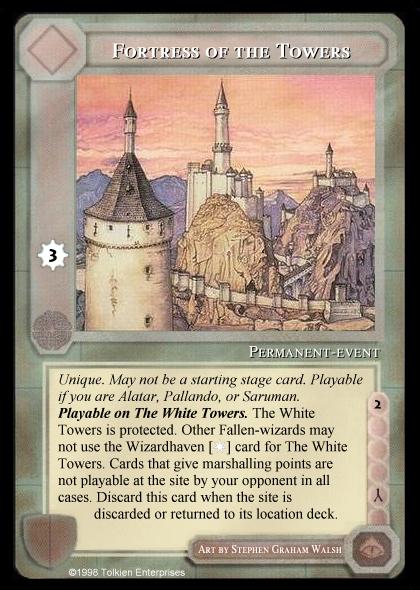 Fortress of the Towers
3
Permanent-event
Unique. May not be a starting stage card. Playable
if you are Alatar, Pallando, or Saruman.
Playable on The White Towers. The White
Towers is protected. Other Fallen-wizards may
not use the Wizardhaven [☼] card for The White
Towers. Cards that give marshalling points are
not playable at the site by your opponent in all
cases. Discard this card when the site is
discarded or returned to its location deck.
2
Art by Stephen Graham Walsh
©1998 Tolkien Enterprises